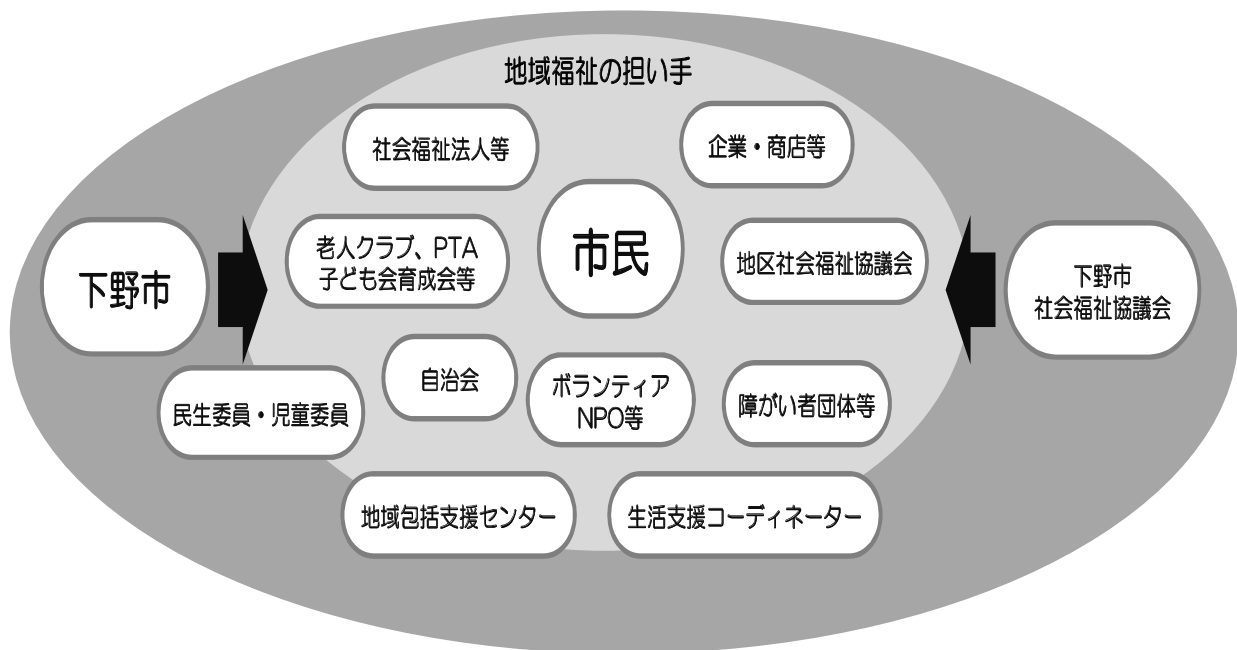 地域福祉の担い手
社会福祉法人等
企業・商店等
市民
老人クラブ、PTA
子ども会育成会等
地区社会福祉協議会
下野市
下野市
社会福祉協議会
自治会
ボランティア
NPO等
障がい者団体等
民生委員・児童委員
地域包括支援センター
生活支援コーディネーター